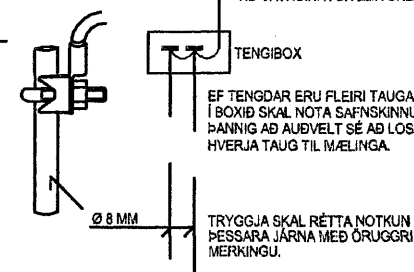 TENGIBOX
EF TENGDAR ERU FLEIRI TAUGA
Í BOXIÐ SKAL NOTA SAFNSKINNU
ÞANNIG AÐ AUÐVELT SÉ AÐ LOS
HVERJA TAUG TIL MÆLINGA.
Ø 8 MM
TRYGGJA SKAL RÉTTA NOTKUN
ÞESSARA JÁRNA MEÐ ÖRUGGRI
MERKINGU.